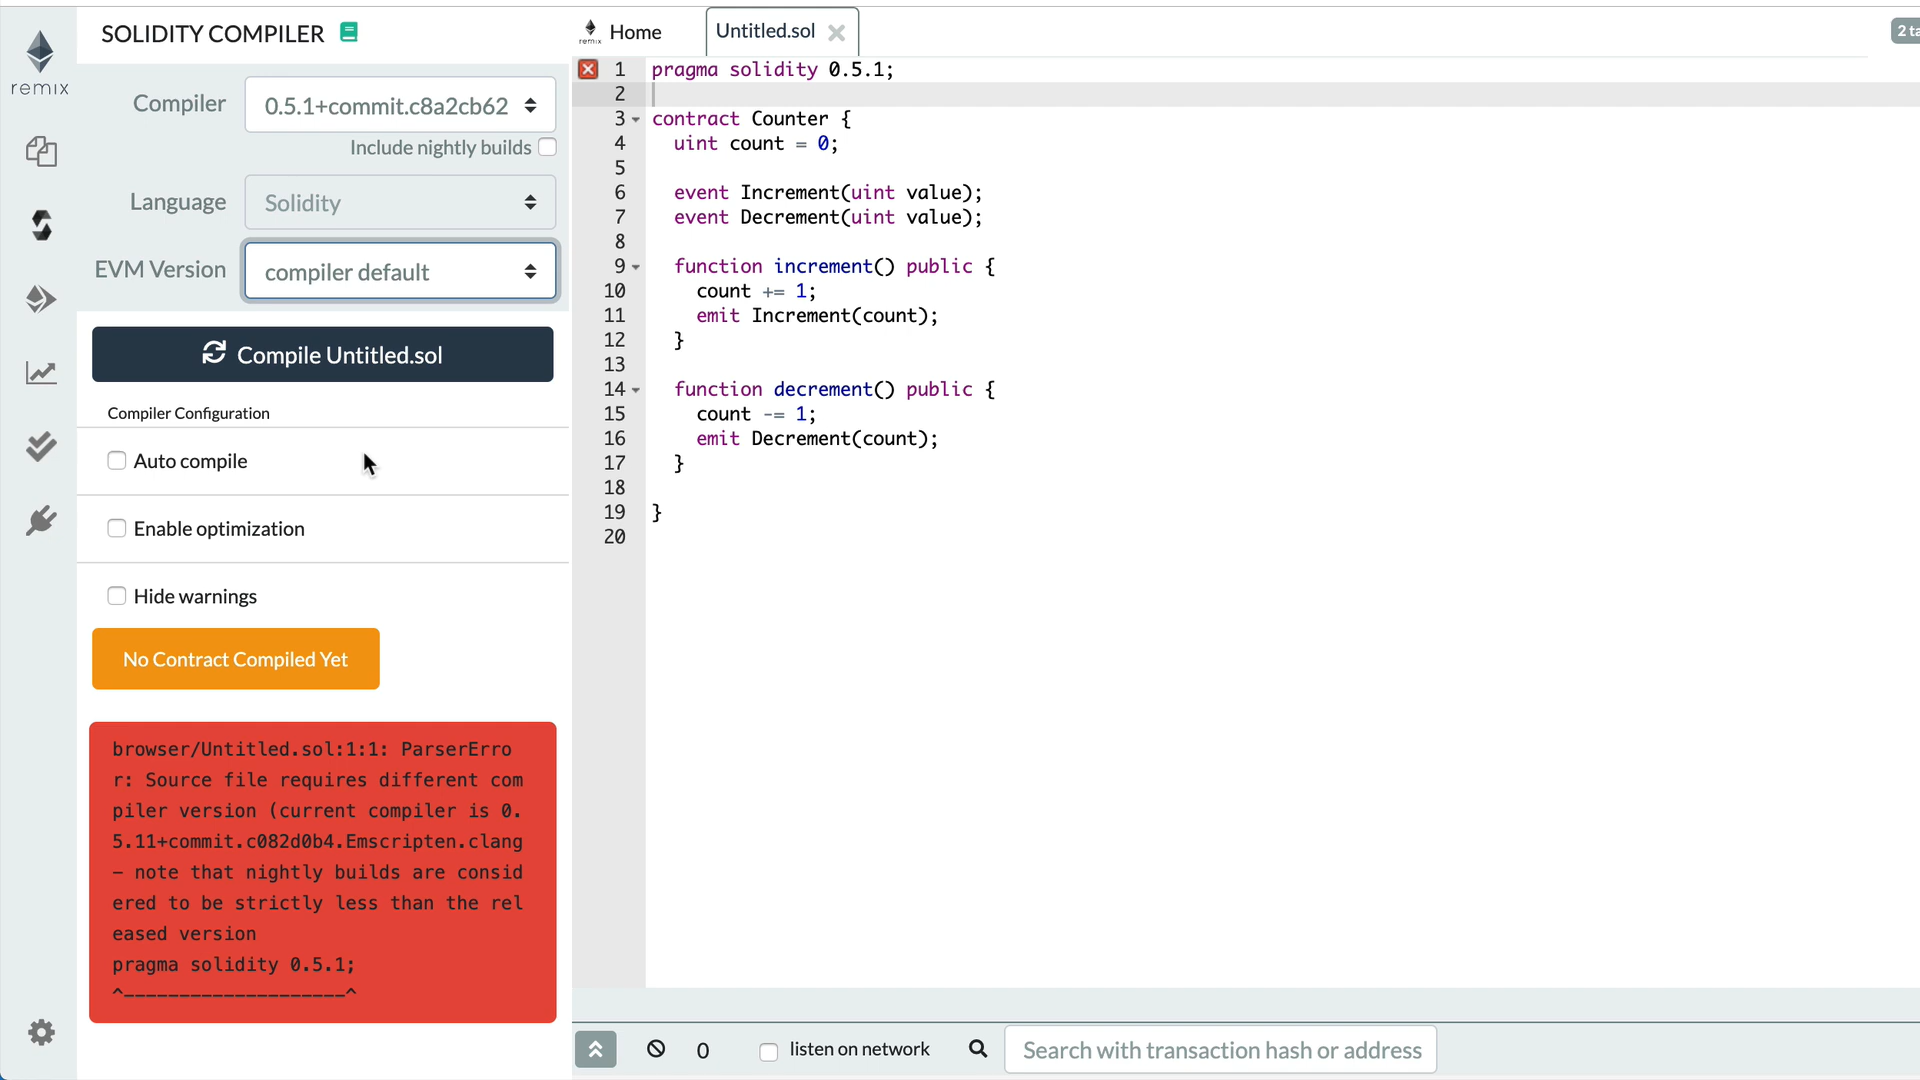 remix
SOLIDITY COMPILER
Compiler
0.5.1+commit.c8a2cb62
Include nightly builds
Language
Solidity
EVM Version
compiler default
Compile Untitled.sol
Compiler Configuration
Auto compile
Enable optimization
Hide warnings
No Contract Compiled Yet
browser/Untitled.sol:1:1: ParserErro
r: Source file requires different com
piler version (current compiler is 0.
5.11+commit.c082d0b4.Emscripten.clang
- note that nightly builds are consid
ered to be strictly less than the rel
eased version
pragma solidity 0.5.1;
^--------------------^
remix Home
Untitled.sol
2 ta
1 pragma solidity 0.5.1;
2
3 contract Counter {
4 uint count = 0;
5
6 event Increment(uint value);
7 event Decrement(uint value);
8
9 function increment() public {
10 count += 1;
11 emit Increment(count);
12 }
13
14 function decrement() public {
15 count -= 1;
16 emit Decrement(count);
17 }
18
19 }
20
0
listen on network
Search with transaction hash or address